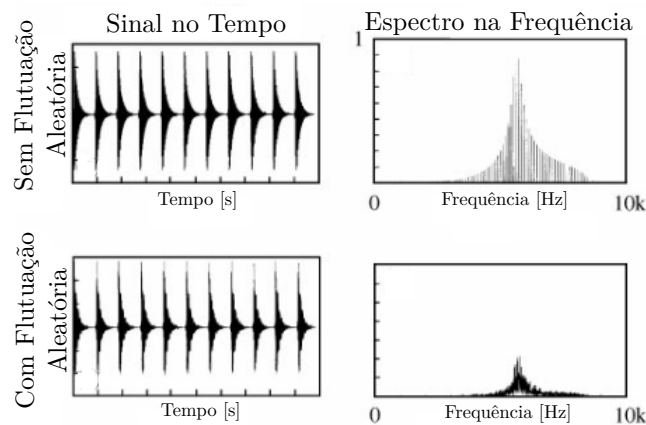 Sinal no Tempo
Espectro na Frequência
Sem Flutuação
Aleatória
1
Tempo [s]
Frequência [Hz]
0
10k
Com Flutuação
Aleatória
Tempo [s]
Frequência [Hz]
0
10k